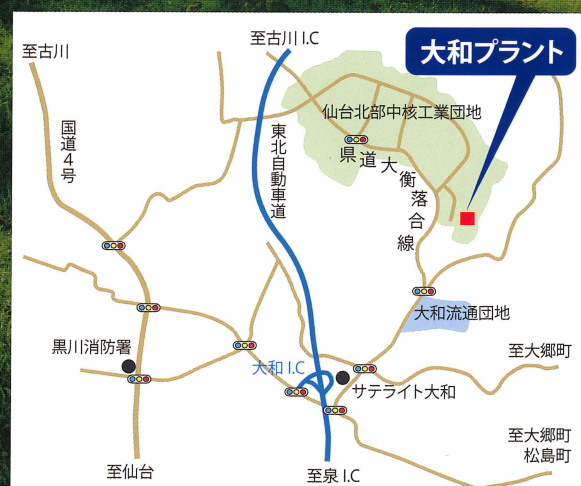 至古川
至古川 I.C
大和プラント
仙台北部中核工業団地
国道4号
東北自動車道
県道大衡落合線
大和流通団地
黒川消防署
大和 I.C
サテライト大和
至大郷町
至大郷町
松島町
至仙台
至泉 I.C